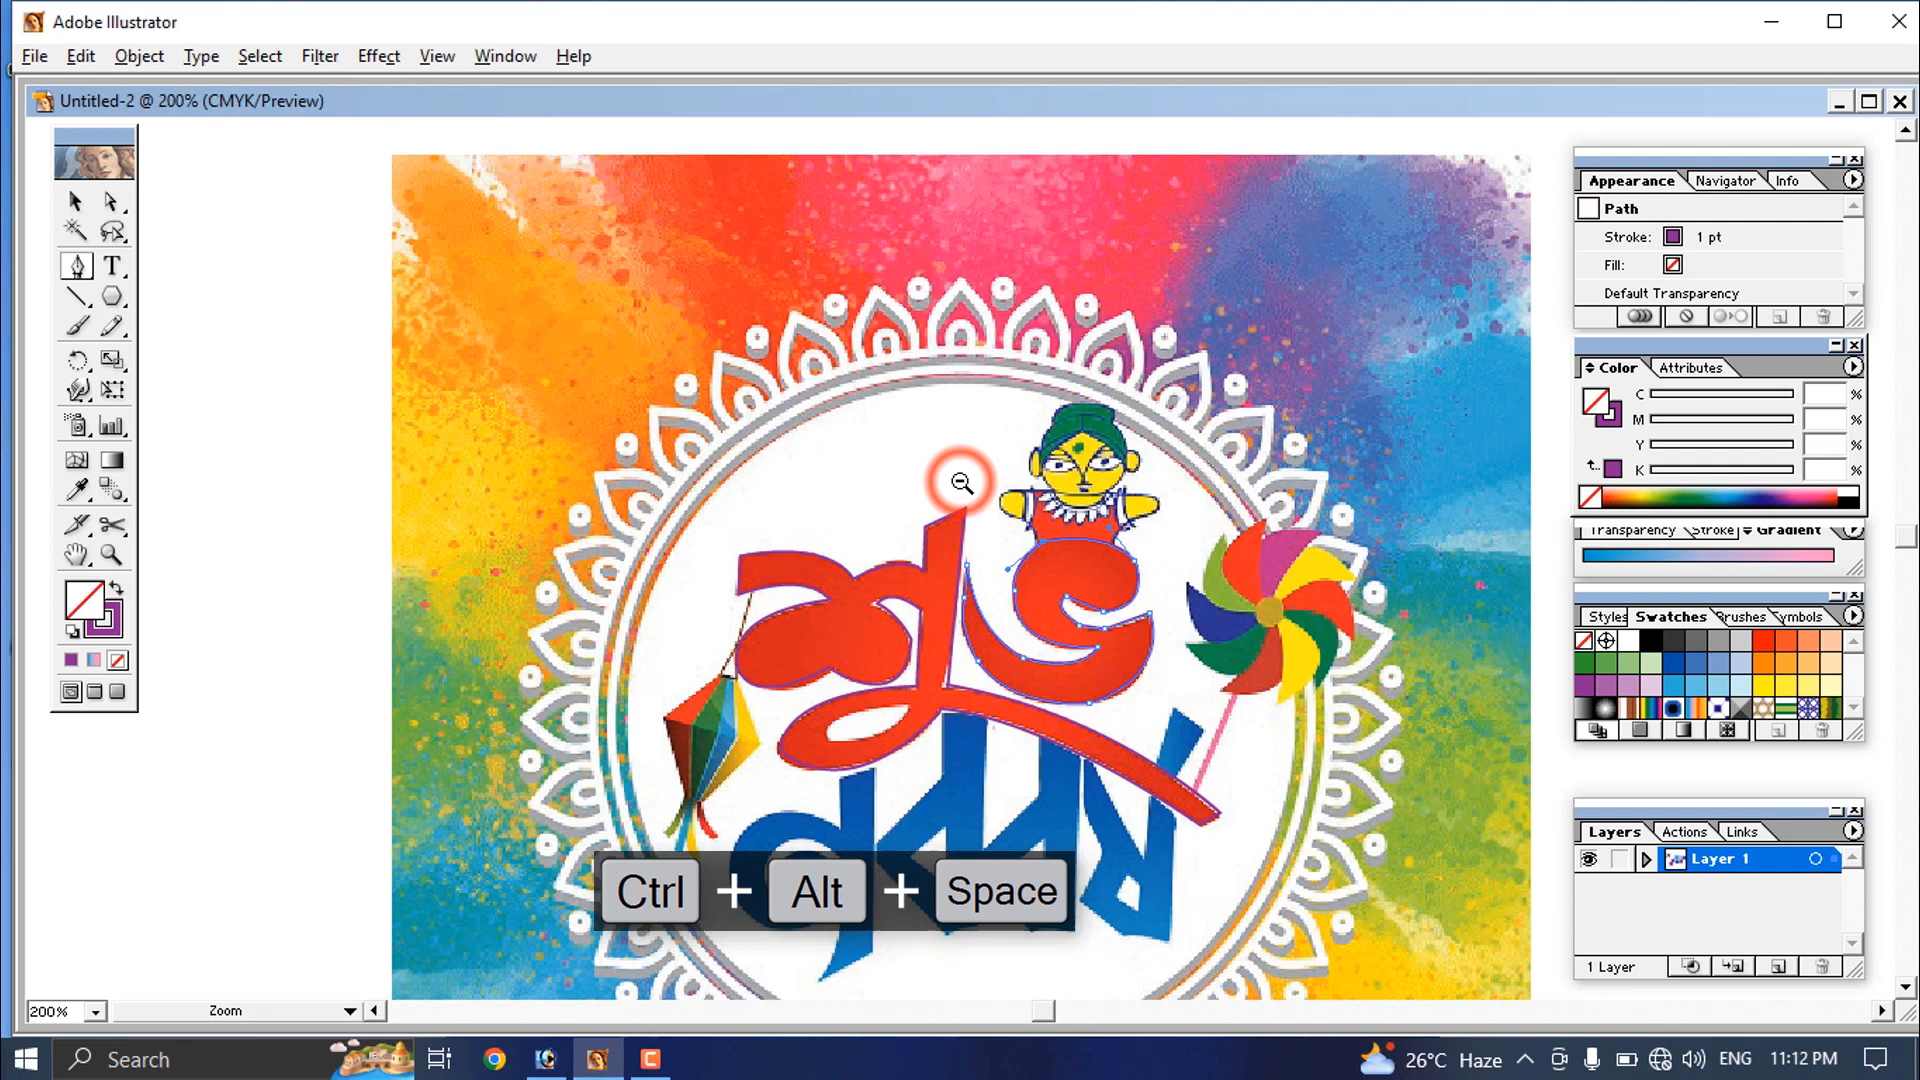 Adobe Illustrator
File Edit Object Type Select Filter Effect View Window Help
Untitled-2 @ 200% (CMYK/Preview)
Appearance Navigator Info
Path
Stroke: 1 pt
Fill:
Default Transparency
Color Attributes
C %
M %
Y %
K %
Transparency Stroke Gradient
Styles Swatches Brushes Symbols
শুভ
নববর্ষ
Ctrl + Alt + Space
Layers Actions Links
Layer 1
1 Layer
200% Zoom
Search 26°C Haze ENG 11:12 PM